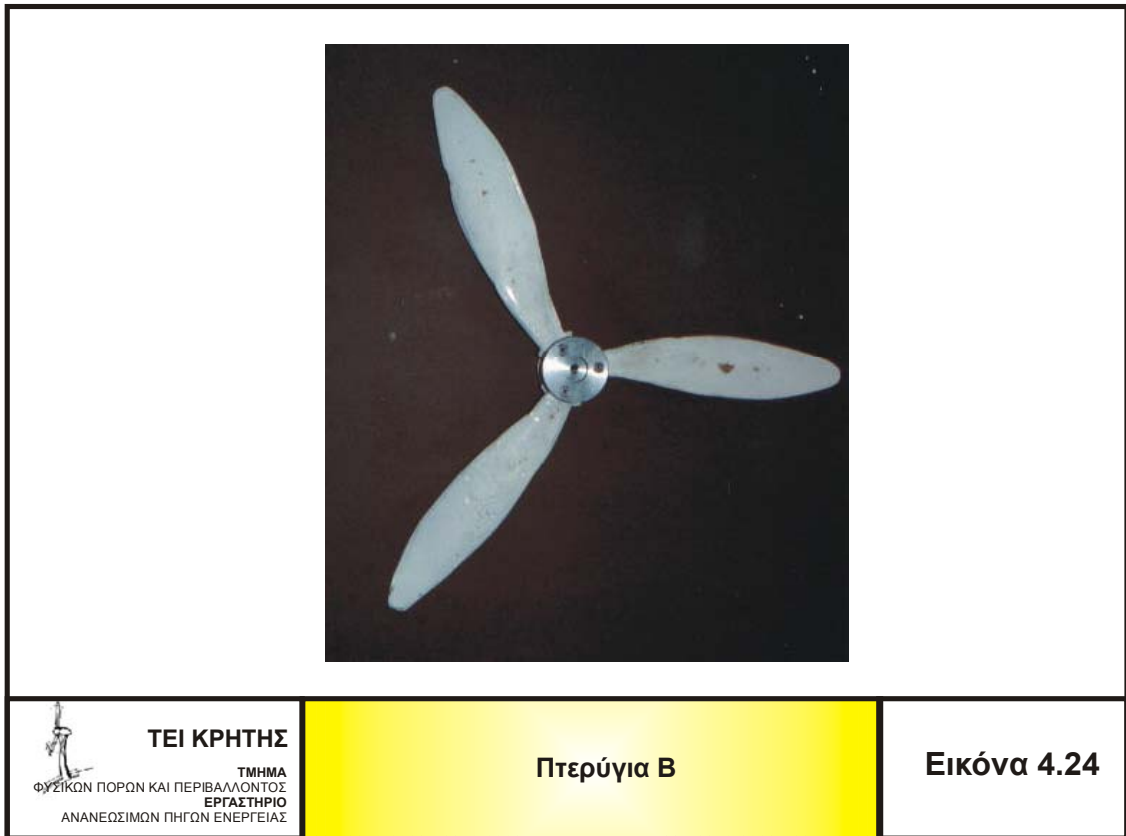 ΤΕΙ ΚΡΗΤΗΣ
ΤΜΗΜΑ
ΦΥΣΙΚΩΝ ΠΟΡΩΝ ΚΑΙ ΠΕΡΙΒΑΛΛΟΝΤΟΣ
ΕΡΓΑΣΤΗΡΙΟ
ΑΝΑΝΕΩΣΙΜΩΝ ΠΗΓΩΝ ΕΝΕΡΓΕΙΑΣ
Πτερύγια Β
Εικόνα 4.24